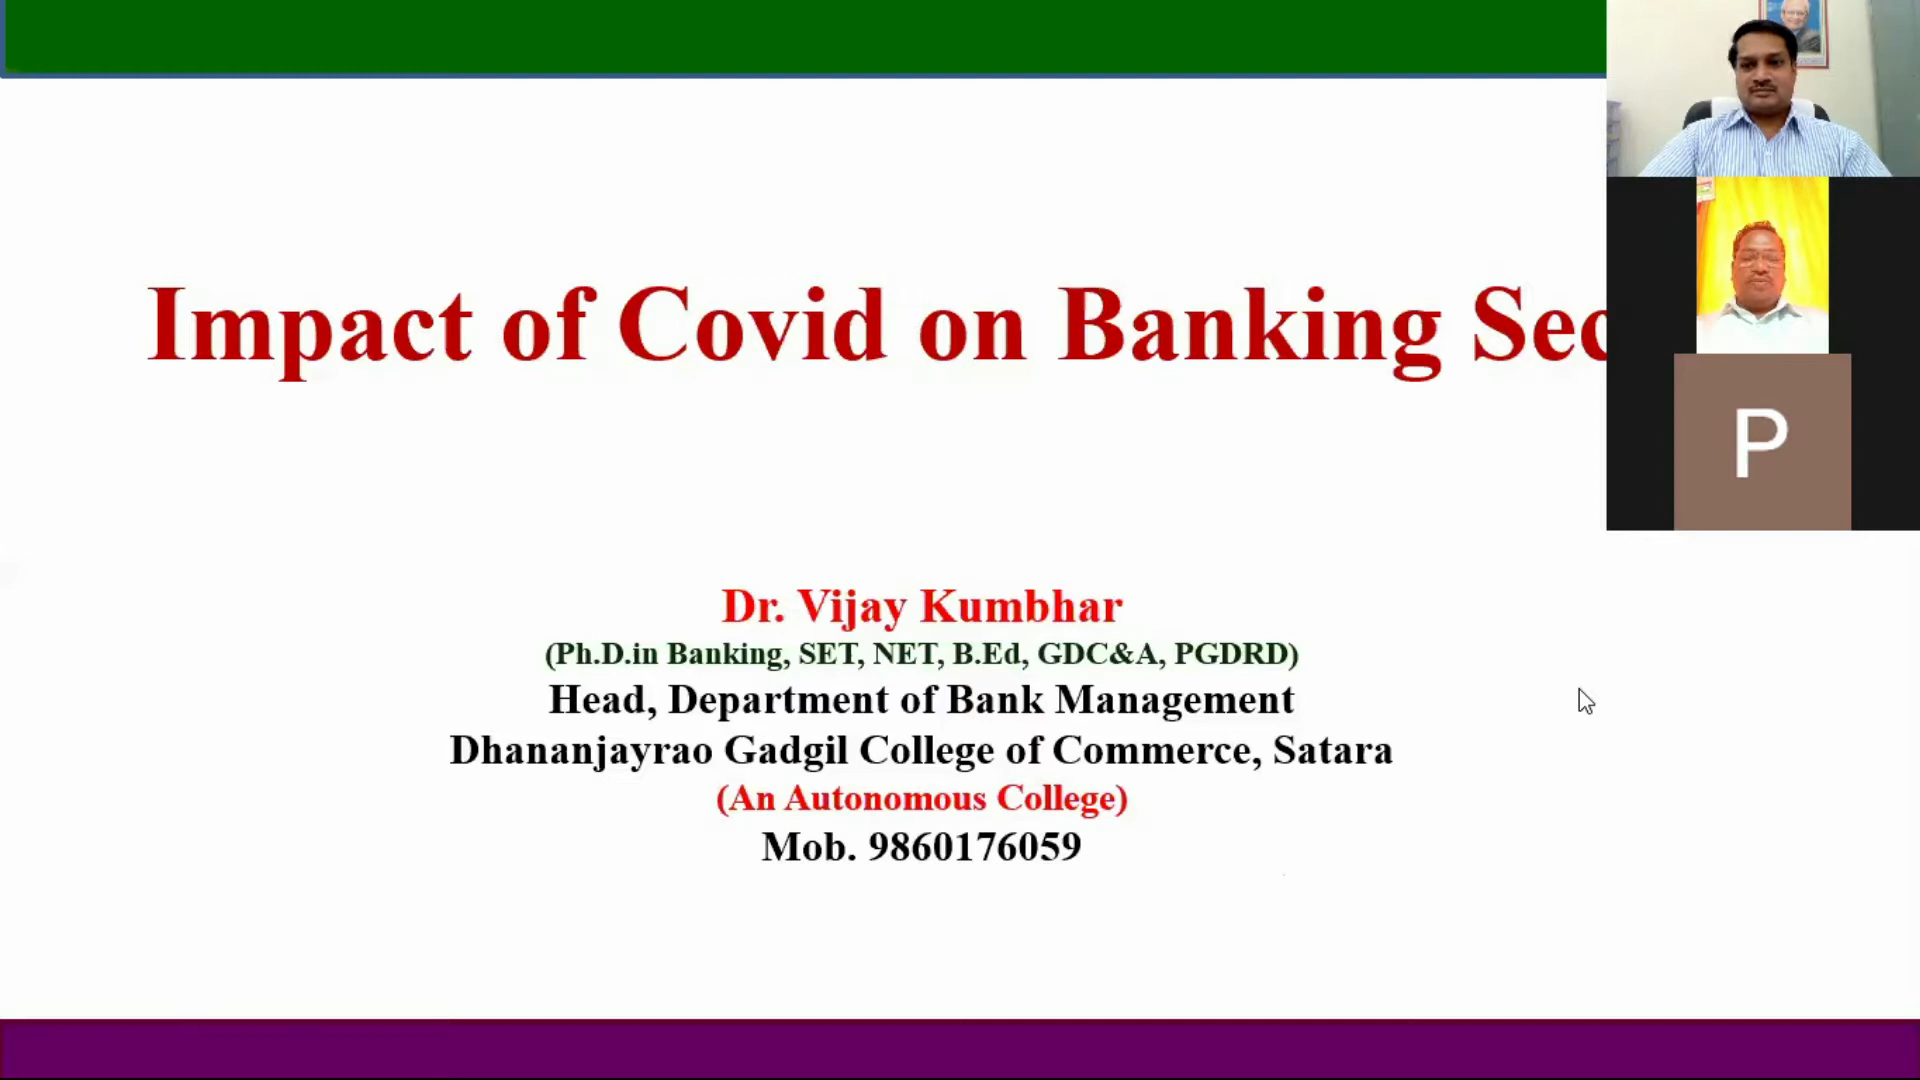 Impact of Covid on Banking Sec
P
Dr. Vijay Kumbhar
(Ph.D.in Banking, SET, NET, B.Ed, GDC&A, PGDRD)
Head, Department of Bank Management
Dhananjayrao Gadgil College of Commerce, Satara
(An Autonomous College)
Mob. 9860176059